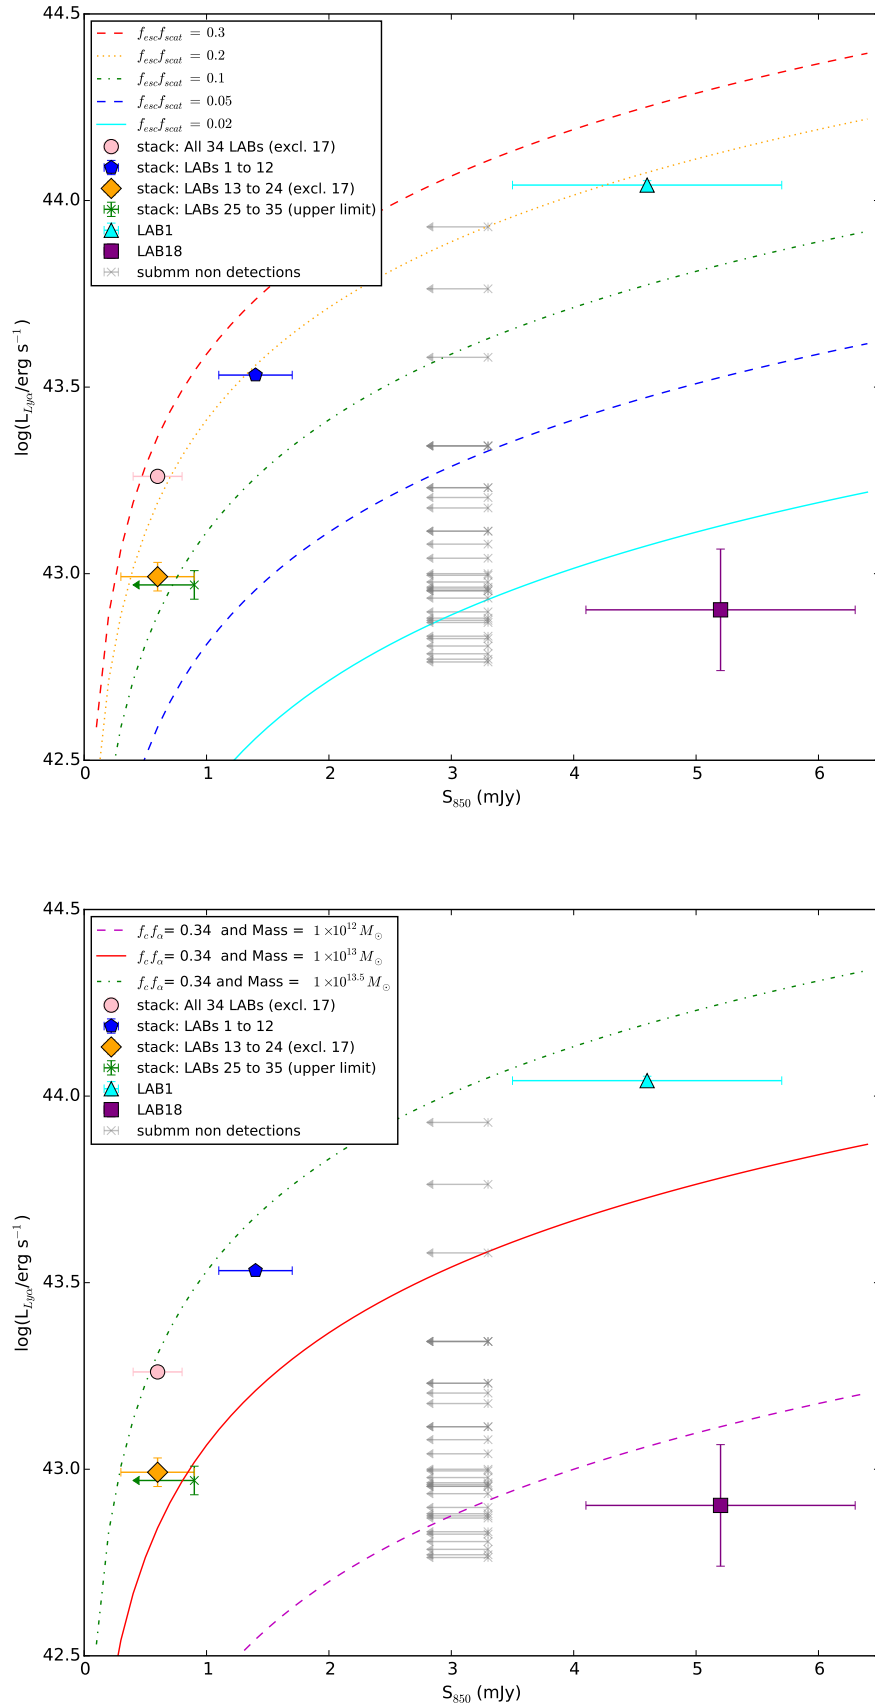 44.5
f_esc f_scat = 0.3
f_esc f_scat = 0.2
f_esc f_scat = 0.1
f_esc f_scat = 0.05
f_esc f_scat = 0.02
stack: All 34 LABs (excl. 17)
stack: LABs 1 to 12
stack: LABs 13 to 24 (excl. 17)
stack: LABs 25 to 35 (upper limit)
LAB1
LAB18
submm non detections
44.0
43.5
43.0
42.5
log(L_Lyα/erg s⁻¹)
0 1 2 3 4 5 6
S₈₅₀ (mJy)
44.5
f_c f_α= 0.34 and Mass = 1×10¹² M_⊙
f_c f_α= 0.34 and Mass = 1×10¹³ M_⊙
f_c f_α= 0.34 and Mass = 1×10^13.5 M_⊙
stack: All 34 LABs (excl. 17)
stack: LABs 1 to 12
stack: LABs 13 to 24 (excl. 17)
stack: LABs 25 to 35 (upper limit)
LAB1
LAB18
submm non detections
44.0
43.5
43.0
42.5
log(L_Lyα/erg s⁻¹)
0 1 2 3 4 5 6
S₈₅₀ (mJy)